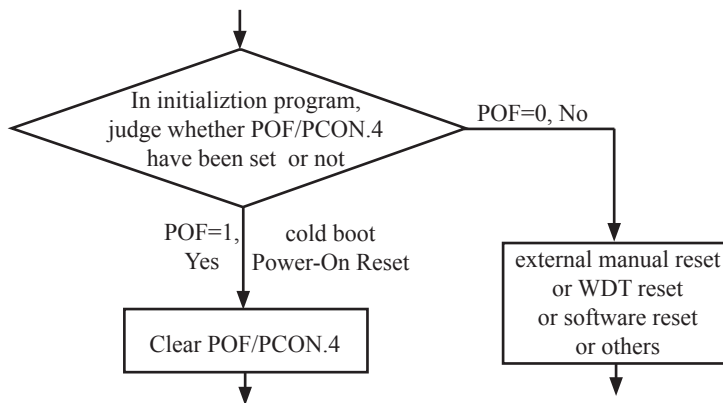 In initializtion program,
judge whether POF/PCON.4
have been set or not
POF=0, No
POF=1,
Yes
cold boot
Power-On Reset
Clear POF/PCON.4
external manual reset
or WDT reset
or software reset
or others